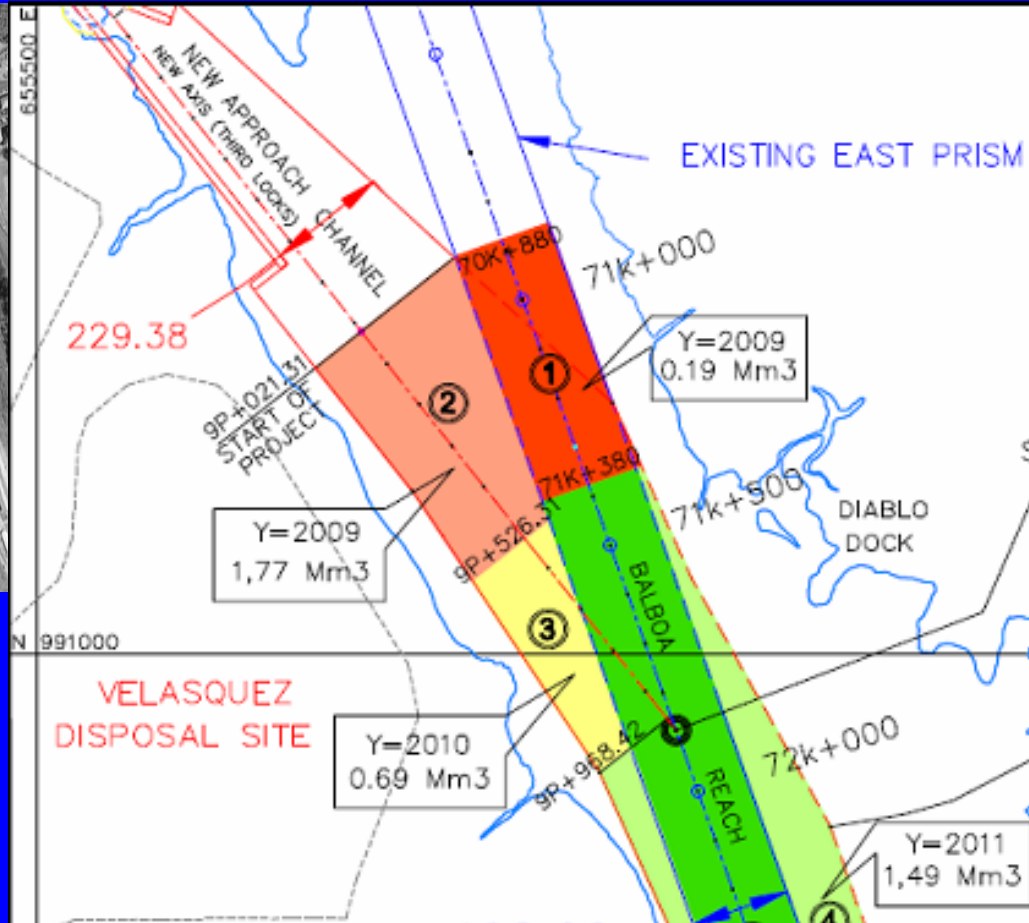 655500 E
NEW APPROACH CHANNEL
NEW AXIS (THIRD LOCKS)
EXISTING EAST PRISM
70K+880
71k+000
229.38
Y=2009
0.19 Mm3
1
2
9P+021.31
START OF
PROJEC
71K+380
71k+500
DIABLO
DOCK
Y=2009
1,77 Mm3
9P+526.31
BALBOA
3
N 991000
VELASQUEZ
DISPOSAL SITE
Y=2010
0.69 Mm3
9P+968.42
72k+000
REACH
Y=2011
1,49 Mm3
4